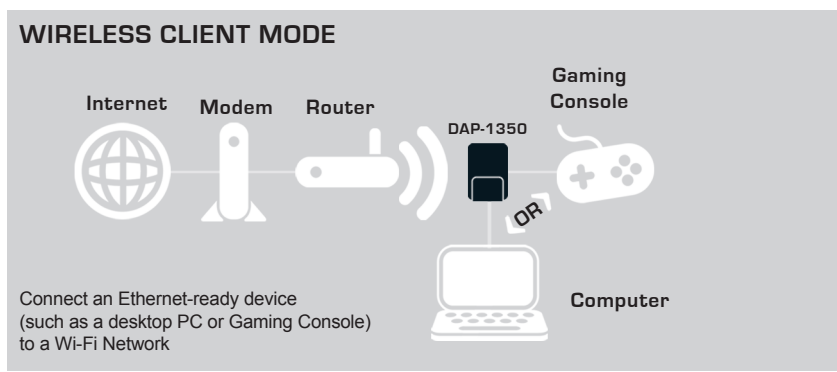 WIRELESS CLIENT MODE
Internet
Modem
Router
DAP-1350
Gaming
Console
OR
Computer
Connect an Ethernet-ready device
(such as a desktop PC or Gaming Console)
to a Wi-Fi Network